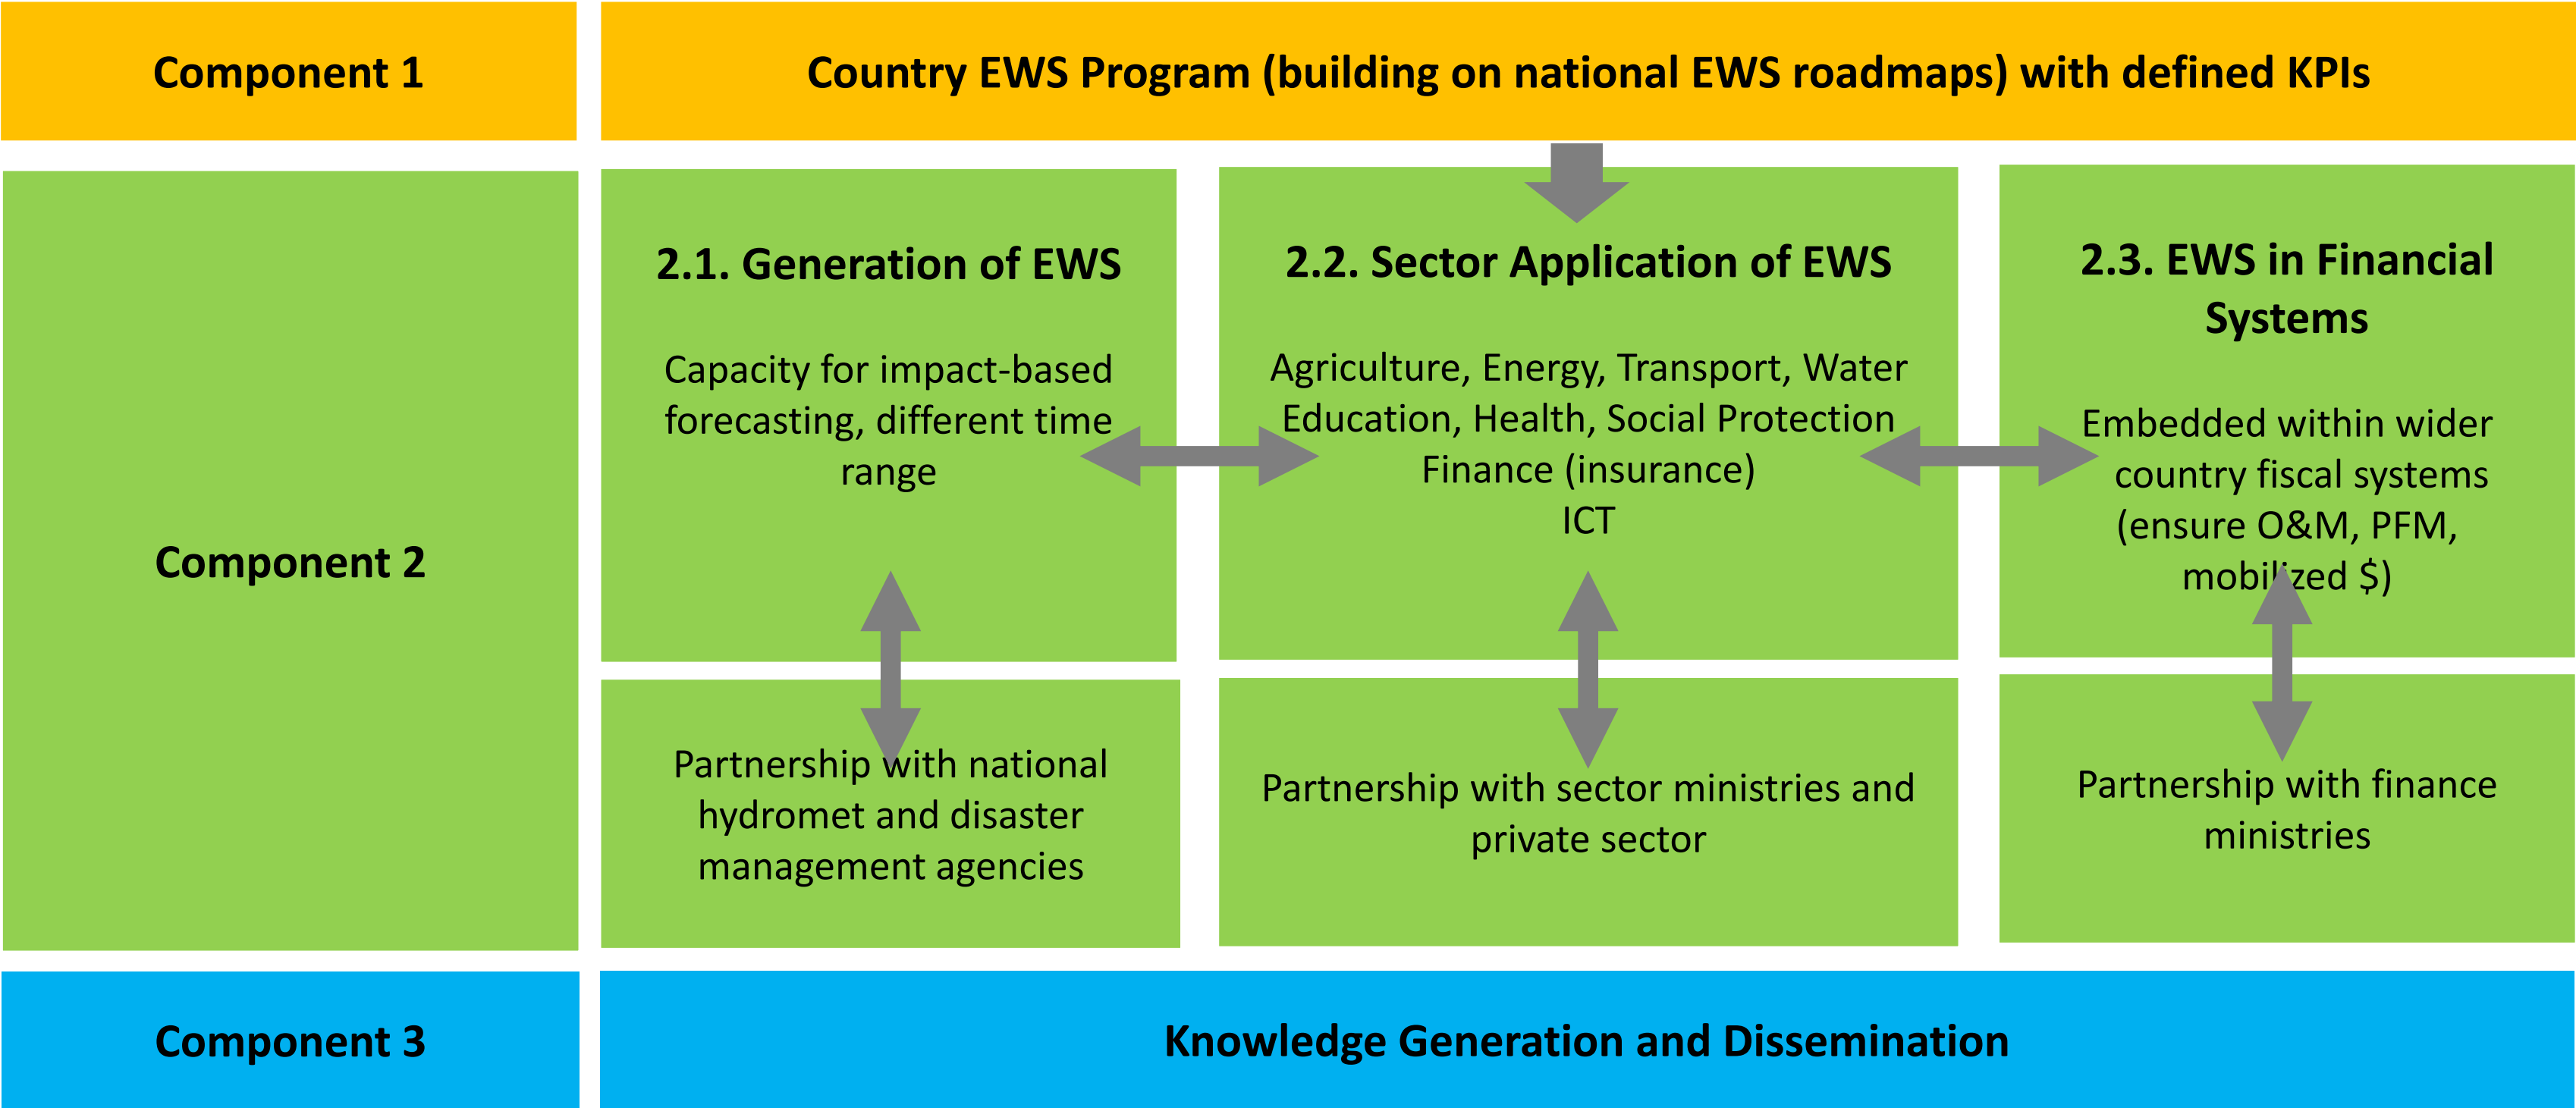 Component 1
Country EWS Program (building on national EWS roadmaps) with defined KPIs
Component 2
2.1. Generation of EWS
Capacity for impact-based
forecasting, different time
range
2.2. Sector Application of EWS
Agriculture, Energy, Transport, Water
Education, Health, Social Protection
Finance (insurance)
ICT
2.3. EWS in Financial
Systems
Embedded within wider
country fiscal systems
(ensure O&M, PFM,
mobilized $)
Partnership with national
hydromet and disaster
management agencies
Partnership with sector ministries and
private sector
Partnership with finance
ministries
Component 3
Knowledge Generation and Dissemination